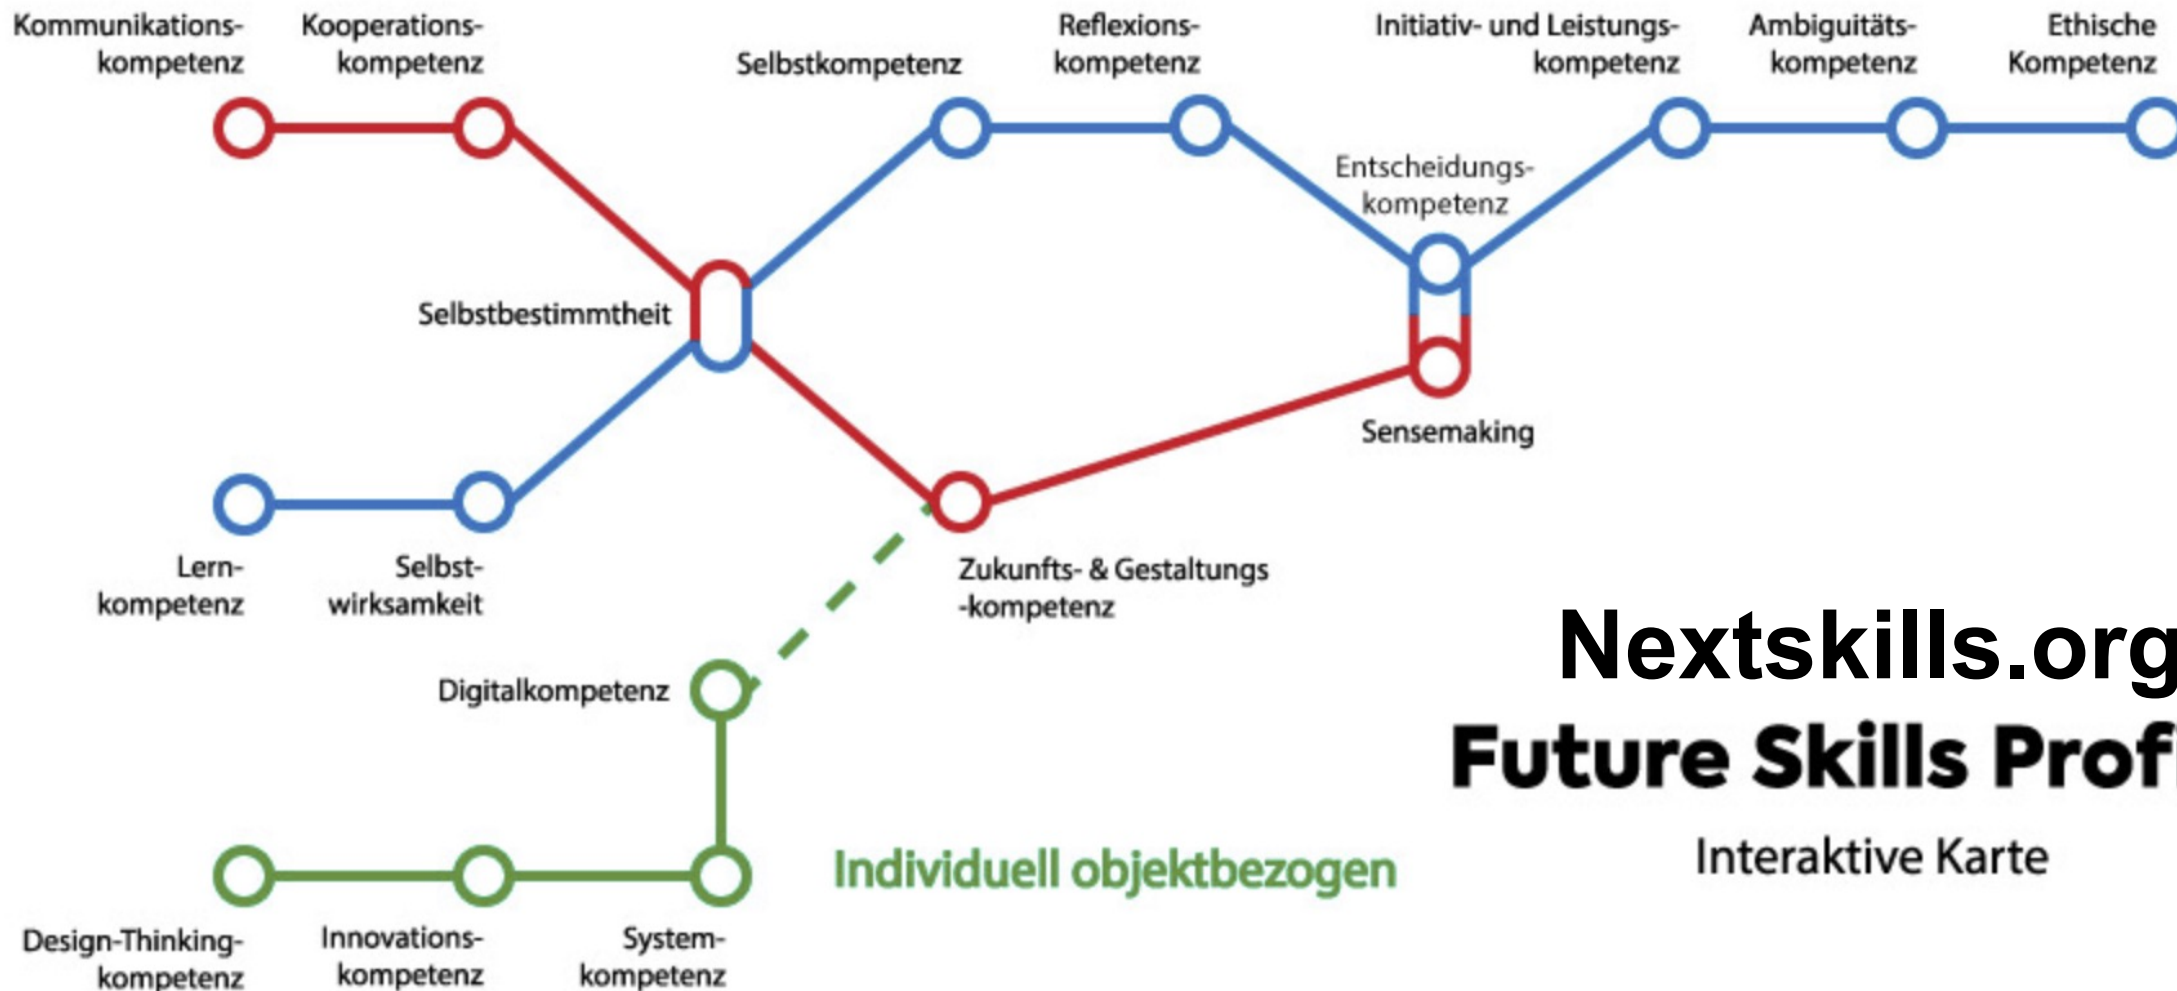 Kommunikations-
kompetenz
Kooperations-
kompetenz
Selbstkompetenz
Reflexions-
kompetenz
Initiativ- und Leistungs-
kompetenz
Ambiguitäts-
kompetenz
Ethische
Kompetenz
Entscheidungs-
kompetenz
Selbstbestimmtheit
Sensemaking
Lern-
kompetenz
Selbst-
wirksamkeit
Zukunfts- & Gestaltungs
-kompetenz
Digitalkompetenz
Nextskills.org
Future Skills Prof
Interaktive Karte
Individuell objektbezogen
Design-Thinking-
kompetenz
Innovations-
kompetenz
System-
kompetenz